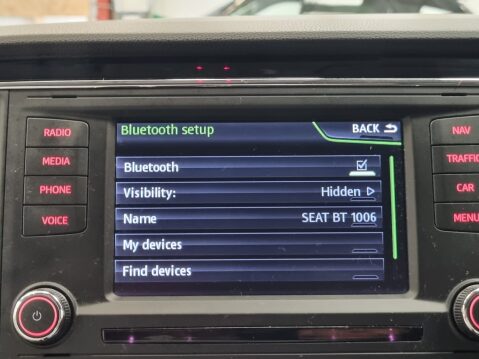 RADIO
MEDIA
PHONE
VOICE
Bluetooth setup
BACK
Bluetooth
Visibility: Hidden
Name SEAT BT 1006
My devices
Find devices
NAV
TRAFFIC
CAR
MENU